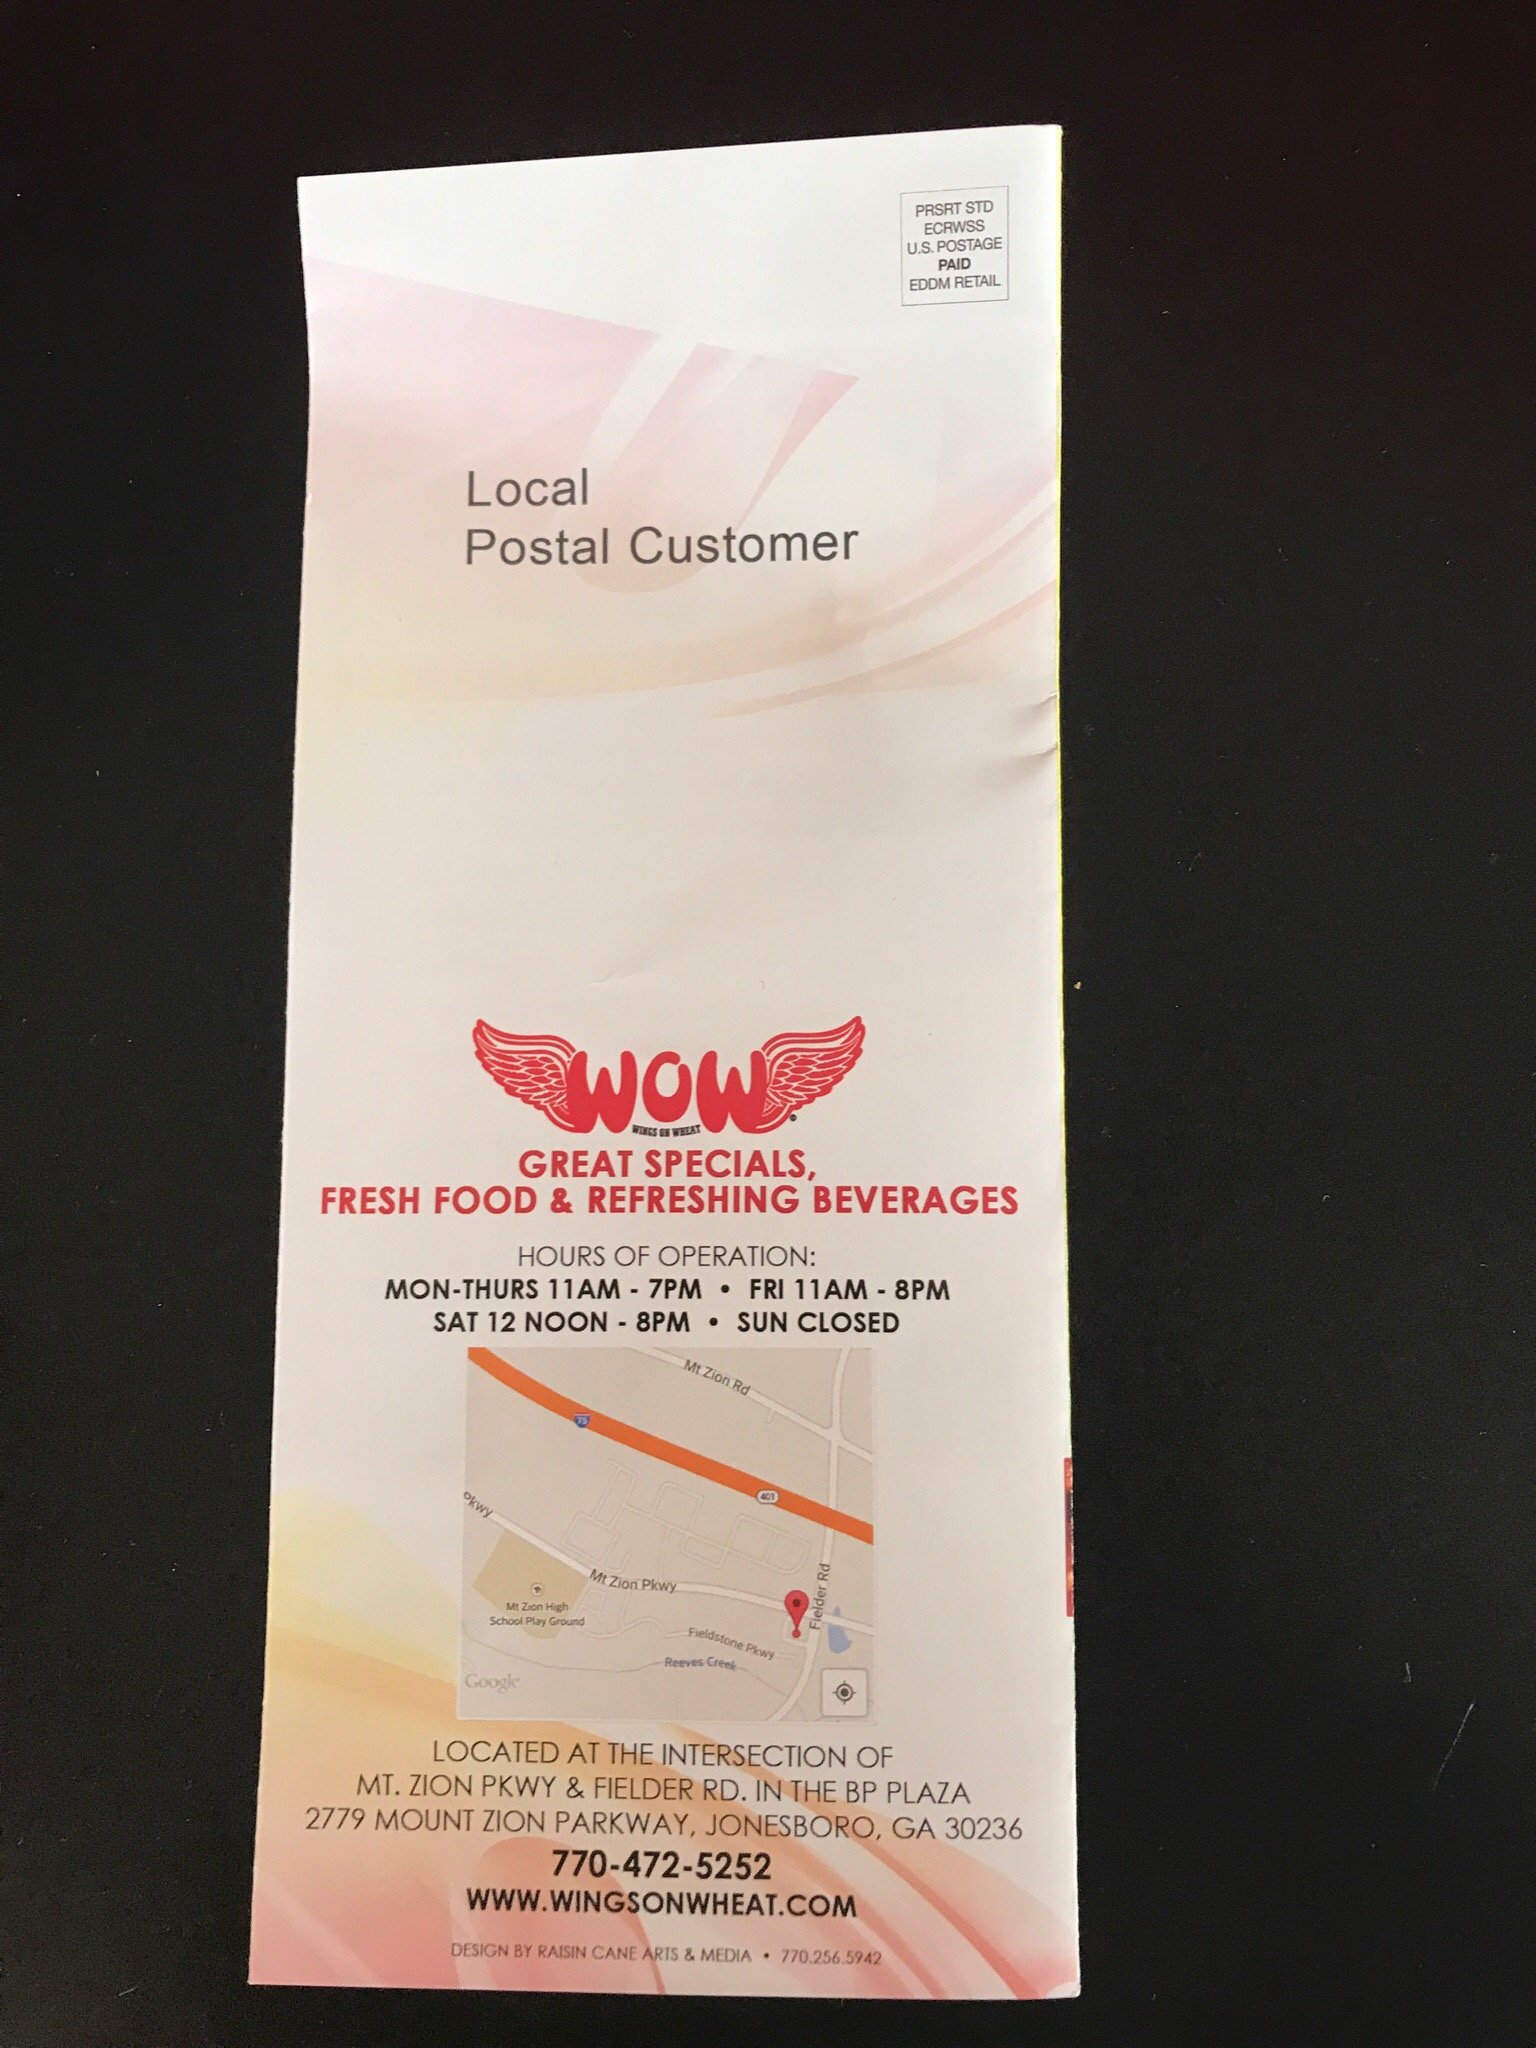 PRSRT STD
ECRWSS
U.S. POSTAGE
PAID
EDDM RETAIL
Local
Postal Customer
WOW
WINGS ON WHEAT
®
GREAT SPECIALS,
FRESH FOOD & REFRESHING BEVERAGES
HOURS OF OPERATION:
MON-THURS 11AM - 7PM • FRI 11AM - 8PM
SAT 12 NOON - 8PM • SUN CLOSED
Mt Zion Rd
75
401
Pkwy
Mt Zion Pkwy
Fielder Rd
Mt Zion High
School Play Ground
Fieldstone Pkwy
Reeves Creek
Google
LOCATED AT THE INTERSECTION OF
MT. ZION PKWY & FIELDER RD. IN THE BP PLAZA
2779 MOUNT ZION PARKWAY, JONESBORO, GA 30236
770-472-5252
WWW.WINGSONWHEAT.COM
DESIGN BY RAISIN CANE ARTS & MEDIA • 770.256.5942